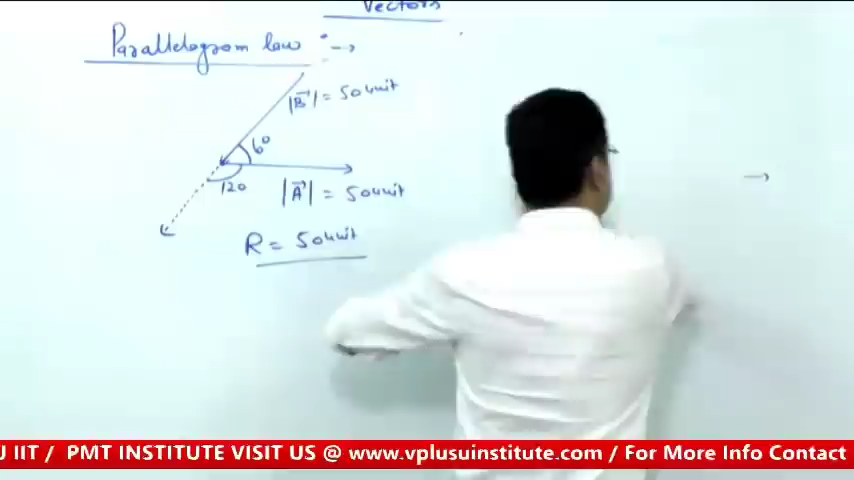 Vectors
Parallelogram law :→
|B⃗| = 50 unit
60
120
|A⃗| = 50 unit
R = 50 unit
→
U IIT / PMT INSTITUTE VISIT US @ www.vplusuinstitute.com / For More Info Contact